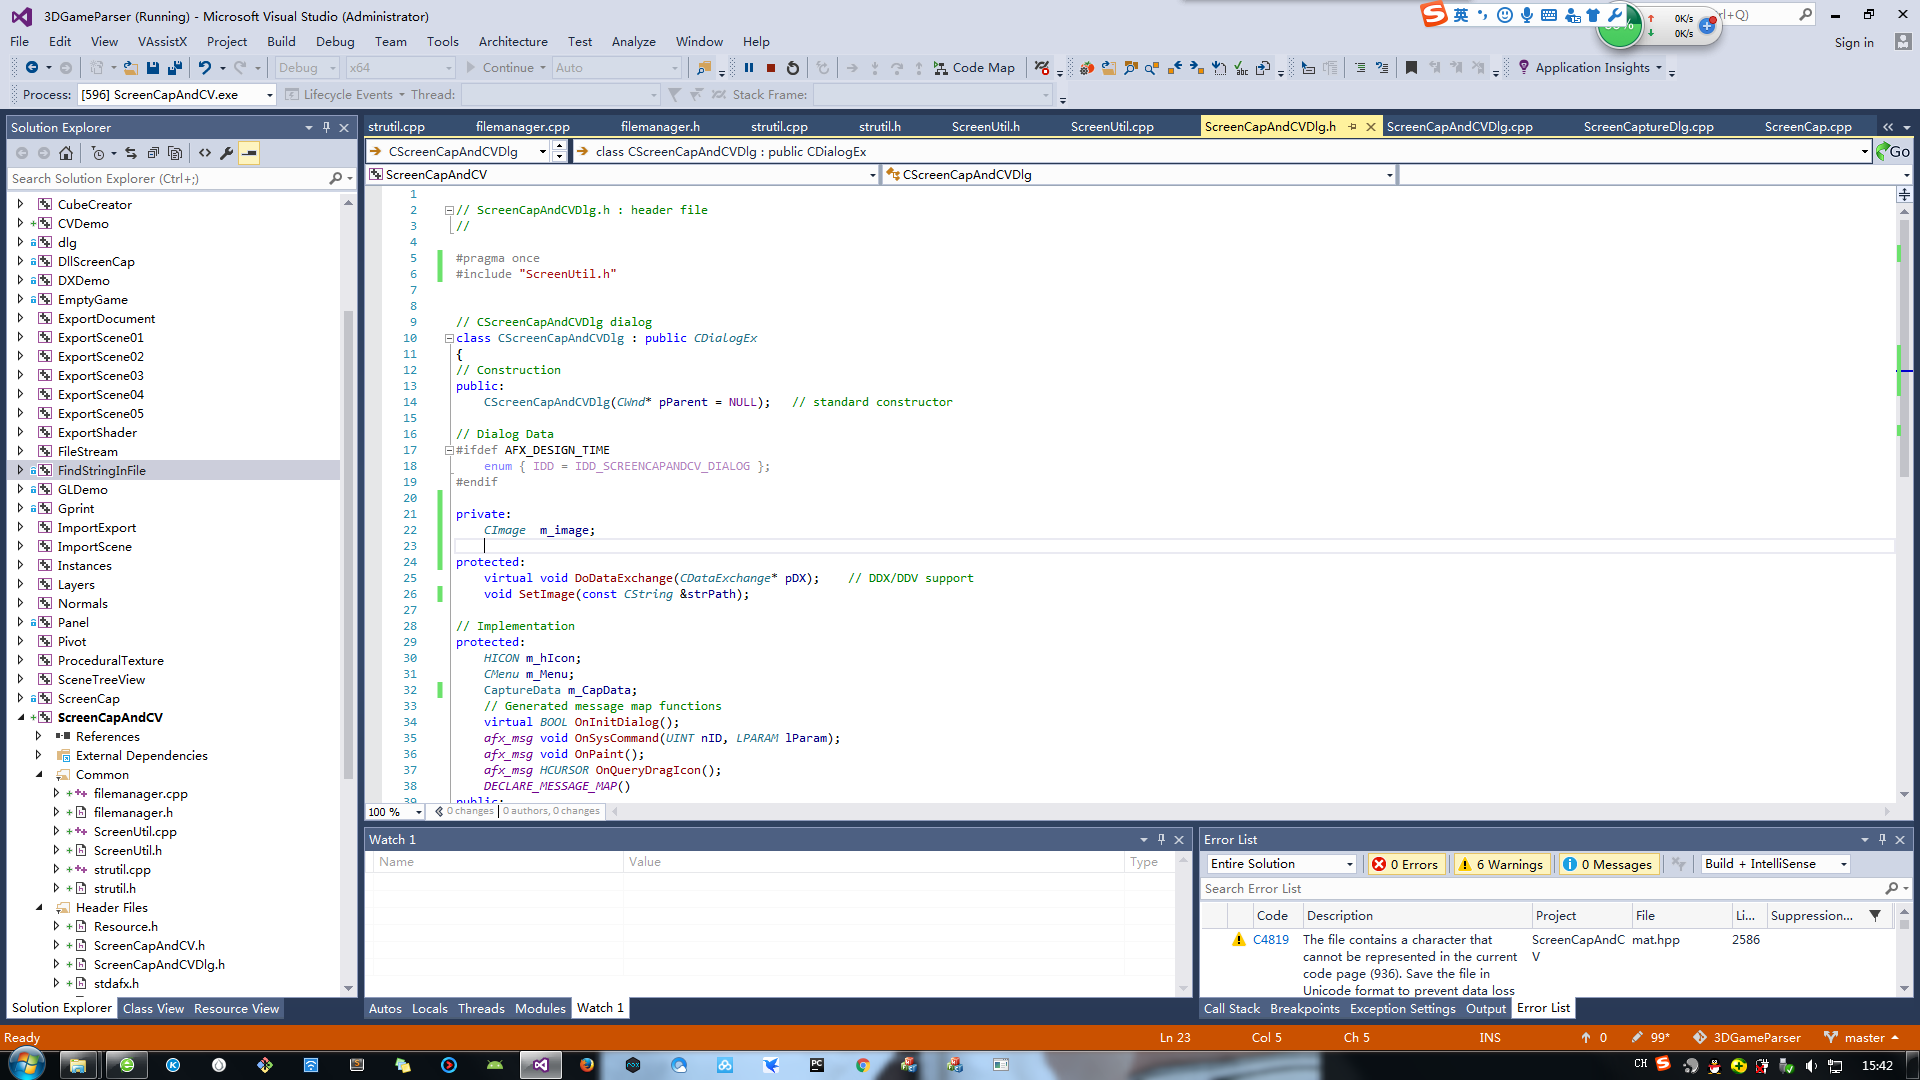 3DGameParser (Running) - Microsoft Visual Studio (Administrator)
英
0K/s
0K/s
File Edit View VAssistX Project Build Debug Team Tools Architecture Test Analyze Window Help
Sign in
Debug x64 Continue Auto Code Map Application Insights
Process: [596] ScreenCapAndCV.exe Lifecycle Events Thread: Stack Frame:
Solution Explorer
Search Solution Explorer (Ctrl+;)
CubeCreator
CVDemo
dlg
DllScreenCap
DXDemo
EmptyGame
ExportDocument
ExportScene01
ExportScene02
ExportScene03
ExportScene04
ExportScene05
ExportShader
FileStream
FindStringInFile
GLDemo
Gprint
ImportExport
ImportScene
Instances
Layers
Normals
Panel
Pivot
ProceduralTexture
SceneTreeView
ScreenCap
ScreenCapAndCV
References
External Dependencies
Common
filemanager.cpp
filemanager.h
ScreenUtil.cpp
ScreenUtil.h
strutil.cpp
strutil.h
Header Files
Resource.h
ScreenCapAndCV.h
ScreenCapAndCVDlg.h
stdafx.h
Solution Explorer Class View Resource View
strutil.cpp filemanager.cpp filemanager.h strutil.cpp strutil.h ScreenUtil.h ScreenUtil.cpp ScreenCapAndCVDlg.h ScreenCapAndCVDlg.cpp ScreenCaptureDlg.cpp ScreenCap.cpp
CScreenCapAndCVDlg class CScreenCapAndCVDlg : public CDialogEx Go
ScreenCapAndCV CScreenCapAndCVDlg
1
2 // ScreenCapAndCVDlg.h : header file
3 //
4
5 #pragma once
6 #include "ScreenUtil.h"
7
8
9 // CScreenCapAndCVDlg dialog
10 class CScreenCapAndCVDlg : public CDialogEx
11 {
12 // Construction
13 public:
14 CScreenCapAndCVDlg(CWnd* pParent = NULL); // standard constructor
15
16 // Dialog Data
17 #ifdef AFX_DESIGN_TIME
18 enum { IDD = IDD_SCREENCAPANDCV_DIALOG };
19 #endif
20
21 private:
22 CImage m_image;
23
24 protected:
25 virtual void DoDataExchange(CDataExchange* pDX); // DDX/DDV support
26 void SetImage(const CString &strPath);
27
28 // Implementation
29 protected:
30 HICON m_hIcon;
31 CMenu m_Menu;
32 CaptureData m_CapData;
33 // Generated message map functions
34 virtual BOOL OnInitDialog();
35 afx_msg void OnSysCommand(UINT nID, LPARAM lParam);
36 afx_msg void OnPaint();
37 afx_msg HCURSOR OnQueryDragIcon();
38 DECLARE_MESSAGE_MAP()
39 public:
100 % 0 changes 0 authors, 0 changes
Watch 1
Name Value Type
Autos Locals Threads Modules Watch 1
Error List
Entire Solution 0 Errors 6 Warnings 0 Messages Build + IntelliSense
Search Error List
Code Description Project File Li... Suppression...
C4819 The file contains a character that cannot be represented in the current code page (936). Save the file in Unicode format to prevent data loss ScreenCapAndCV mat.hpp 2586
Call Stack Breakpoints Exception Settings Output Error List
Ready Ln 23 Col 5 Ch 5 INS 0 99* 3DGameParser master
CH 15:42